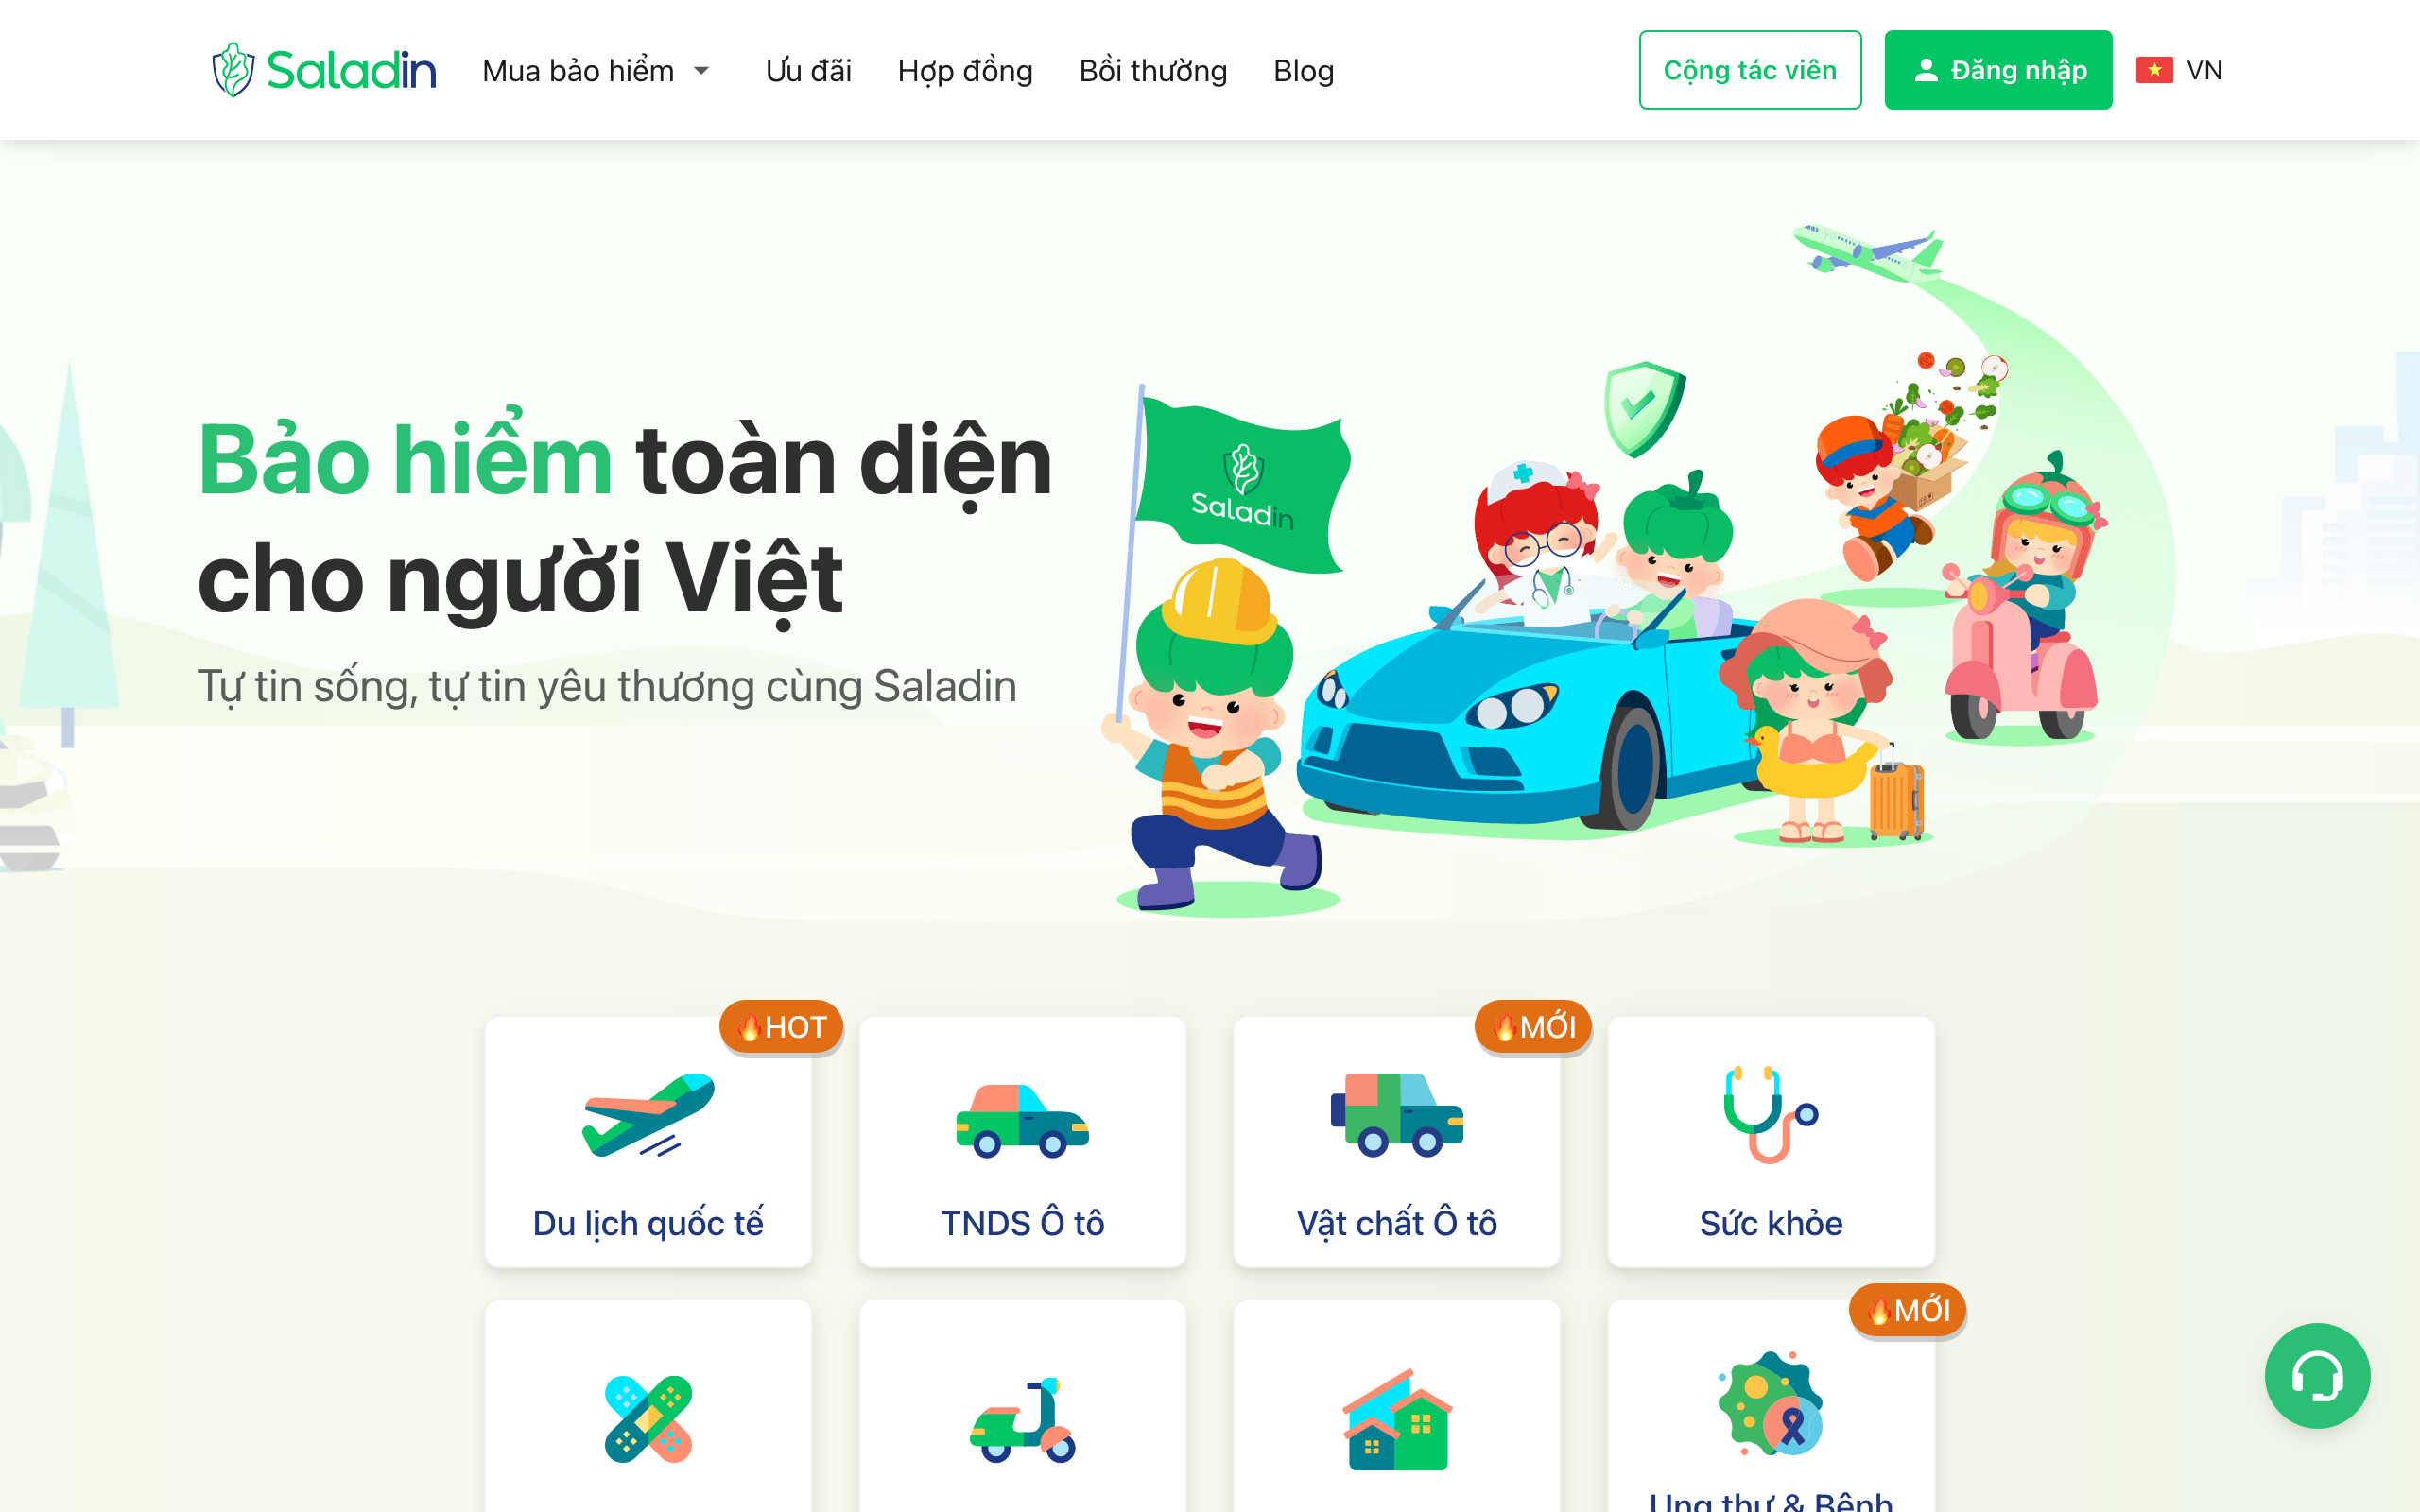 Saladin
Mua bảo hiểm
Ưu đãi
Hợp đồng
Bồi thường
Blog
Cộng tác viên
Đăng nhập
VN
Bảo hiểm toàn diện
cho người Việt
Tự tin sống, tự tin yêu thương cùng Saladin
Saladin
HOT
Du lịch quốc tế
TNDS Ô tô
MỚI
Vật chất Ô tô
Sức khỏe
MỚI
Ung thư & Bệnh